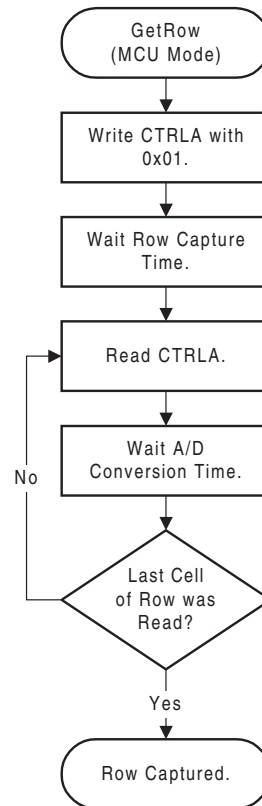 GetRow
(MCU Mode)
Write CTRLA with
0x01.
Wait Row Capture
Time.
Read CTRLA.
Wait A/D
Conversion Time.
No
Last Cell
of Row was
Read?
Yes
Row Captured.